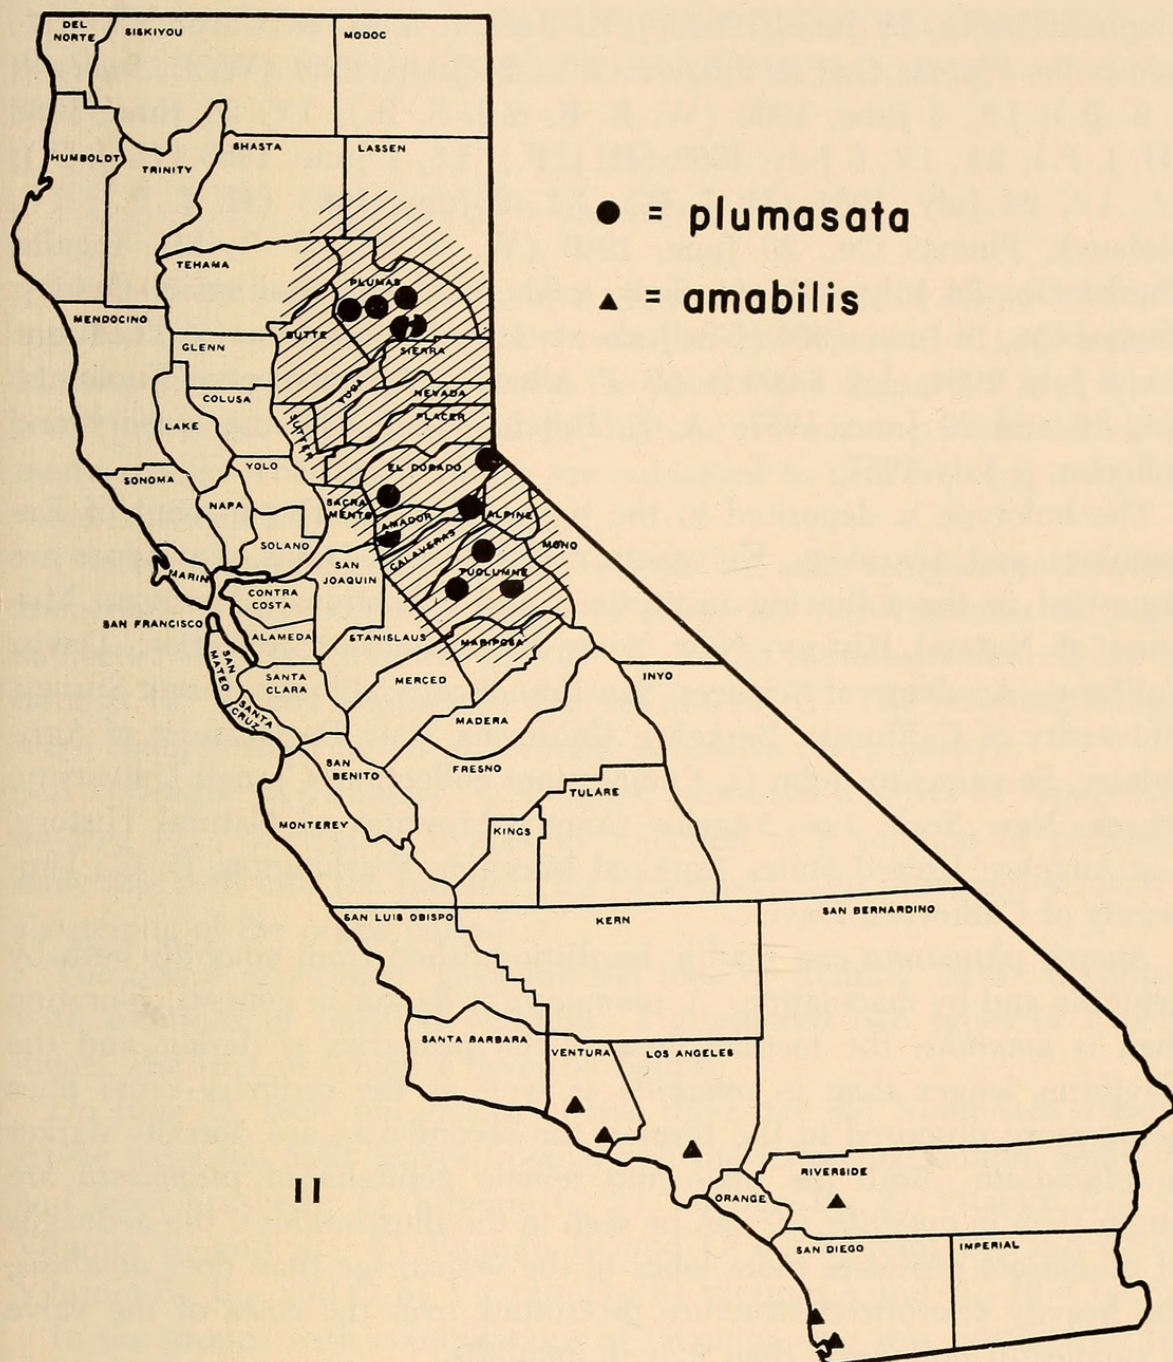 DEL
NORTE
SISKIYOU
MODOC
HUMBOLDT
TRINITY
SHASTA
LASSEN
● = plumasata
▲ = amabilis
TEHAMA
PLUMAS
MENDOCINO
GLENN
BUTTE
SIERRA
COLUSA
YUBA
NEVADA
LAKE
SUTTER
PLACER
SONOMA
YOLO
EL DORADO
NAPA
SACRA
MENTO
AMADOR
ALPINE
SOLANO
CALAVERAS
MONO
MARIN
SAN
JOAQUIN
TUOLUMNE
CONTRA
COSTA
SAN FRANCISCO
ALAMEDA
STANISLAUS
MARIPOSA
SAN
MATEO
SANTA
CLARA
MERCED
INYO
SANTA
CRUZ
MADERA
SAN
BENITO
FRESNO
TULARE
MONTEREY
KINGS
SAN LUIS OBISPO
KERN
SAN BERNARDINO
SANTA BARBARA
VENTURA
LOS ANGELES
11
RIVERSIDE
ORANGE
SAN DIEGO
IMPERIAL